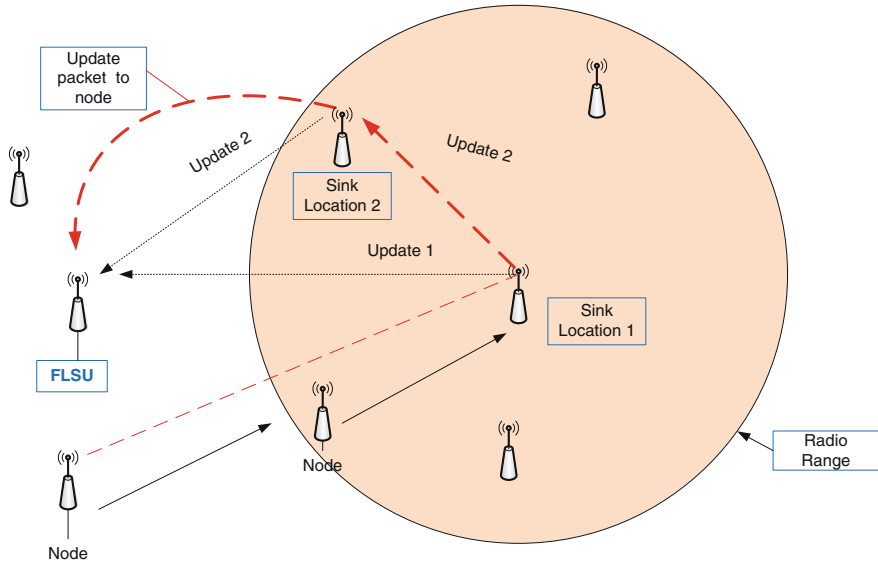 Update
packet to
node
Update 2
Update 2
Sink
Location 2
Update 1
Sink
Location 1
FLSU
Node
Radio
Range
Node